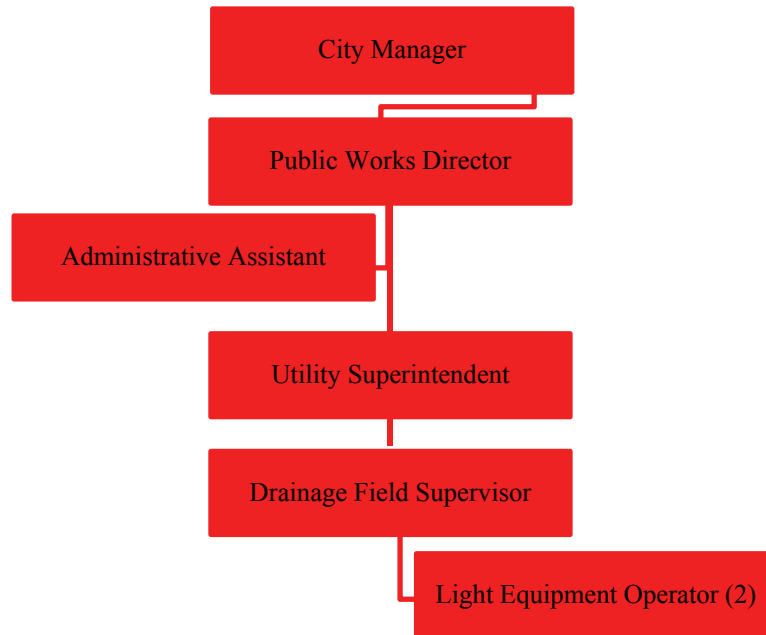 City Manager
Public Works Director
Administrative Assistant
Utility Superintendent
Drainage Field Supervisor
Light Equipment Operator (2)